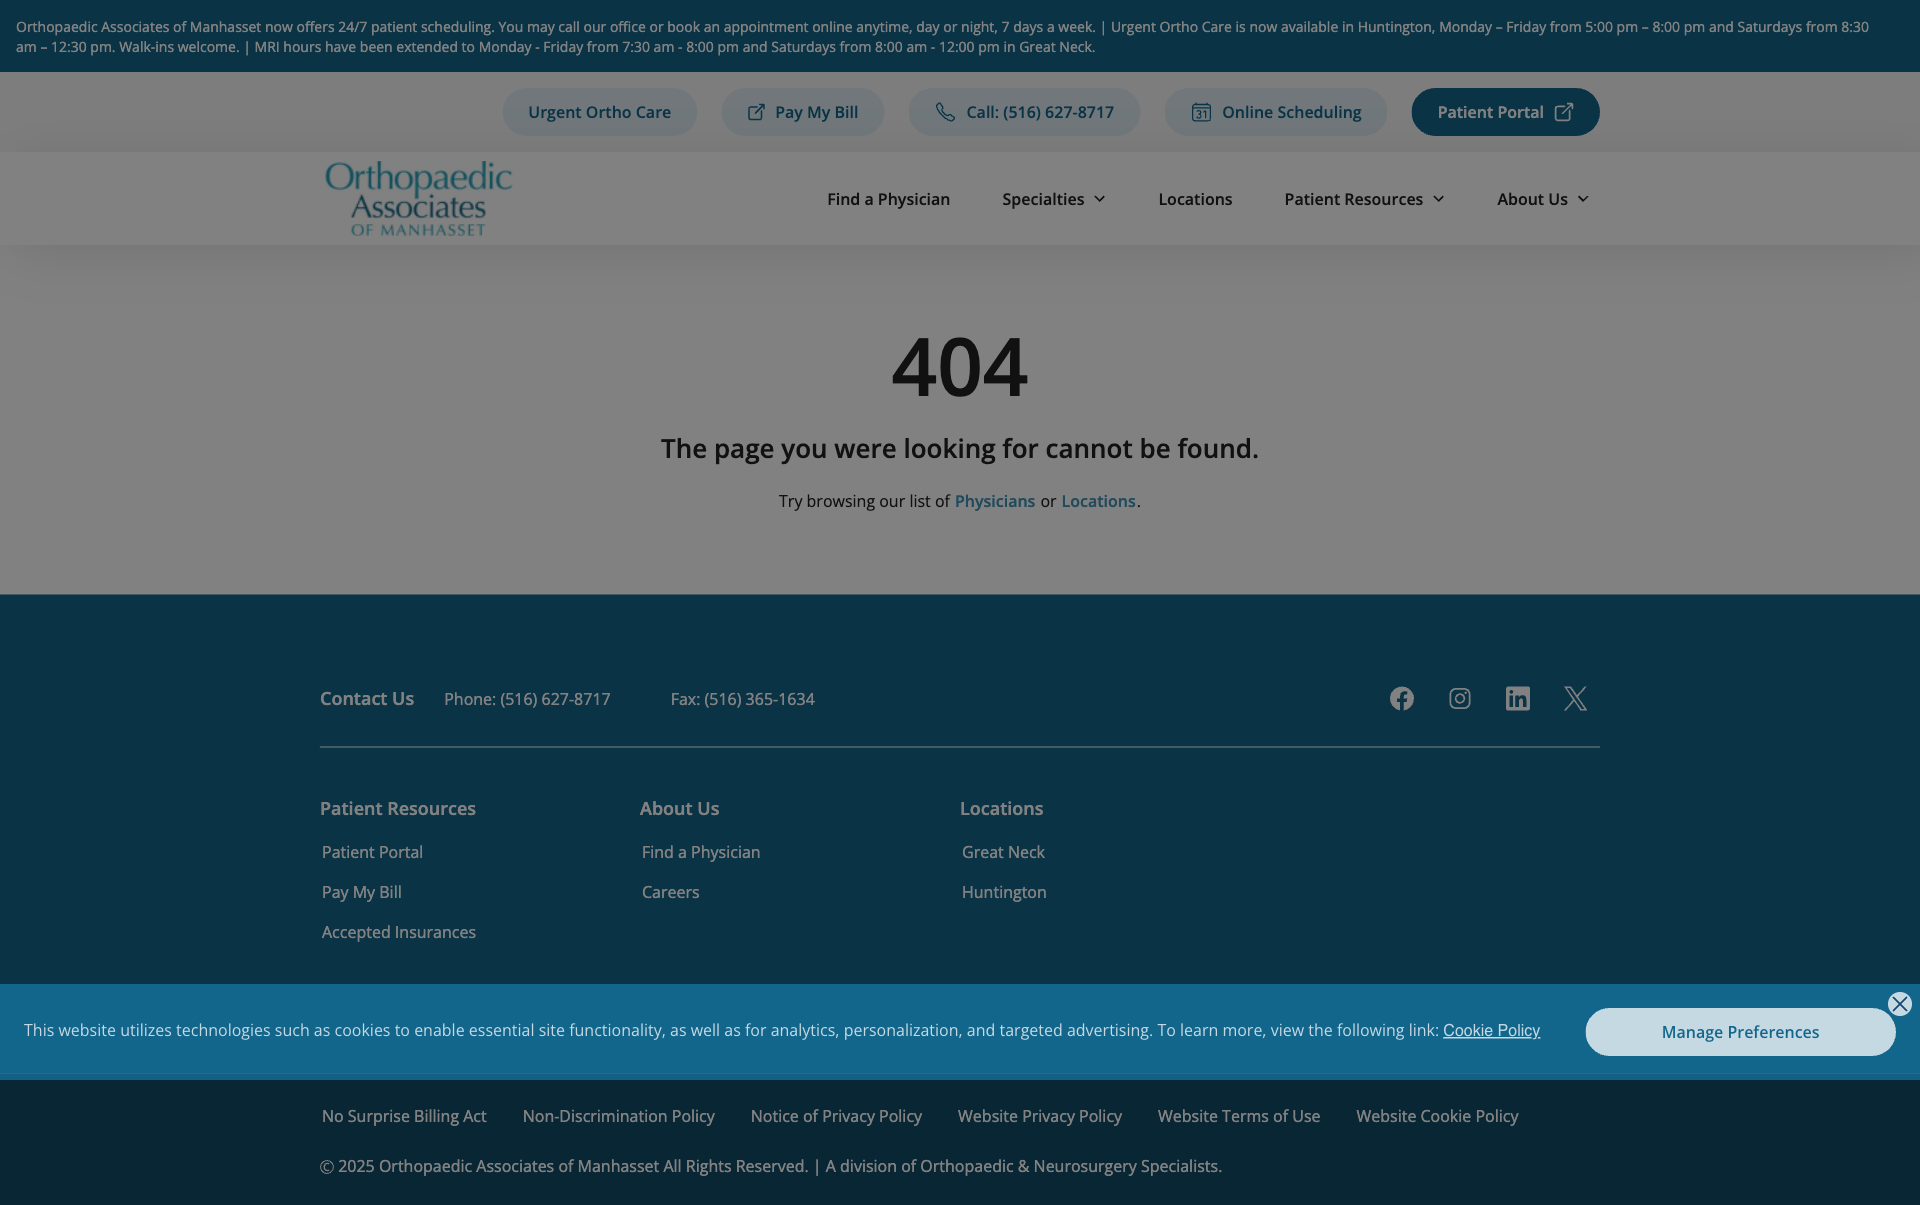 Orthopaedic Associates of Manhasset now offers 24/7 patient scheduling. You may call our office or book an appointment online anytime, day or night, 7 days a week. | Urgent Ortho Care is now available in Huntington, Monday – Friday from 5:00 pm – 8:00 pm and Saturdays from 8:30
am – 12:30 pm. Walk-ins welcome. | MRI hours have been extended to Monday - Friday from 7:30 am - 8:00 pm and Saturdays from 8:00 am - 12:00 pm in Great Neck.
Urgent Ortho Care Pay My Bill Call: (516) 627-8717 31 Online Scheduling Patient Portal
Orthopaedic
Associates
OF MANHASSET
Find a Physician Specialties Locations Patient Resources About Us
404
The page you were looking for cannot be found.
Try browsing our list of Physicians or Locations.
Contact Us Phone: (516) 627-8717 Fax: (516) 365-1634
Patient Resources About Us Locations
Patient Portal Find a Physician Great Neck
Pay My Bill Careers Huntington
Accepted Insurances
This website utilizes technologies such as cookies to enable essential site functionality, as well as for analytics, personalization, and targeted advertising. To learn more, view the following link: Cookie Policy Manage Preferences
No Surprise Billing Act Non-Discrimination Policy Notice of Privacy Policy Website Privacy Policy Website Terms of Use Website Cookie Policy
© 2025 Orthopaedic Associates of Manhasset All Rights Reserved. | A division of Orthopaedic & Neurosurgery Specialists.